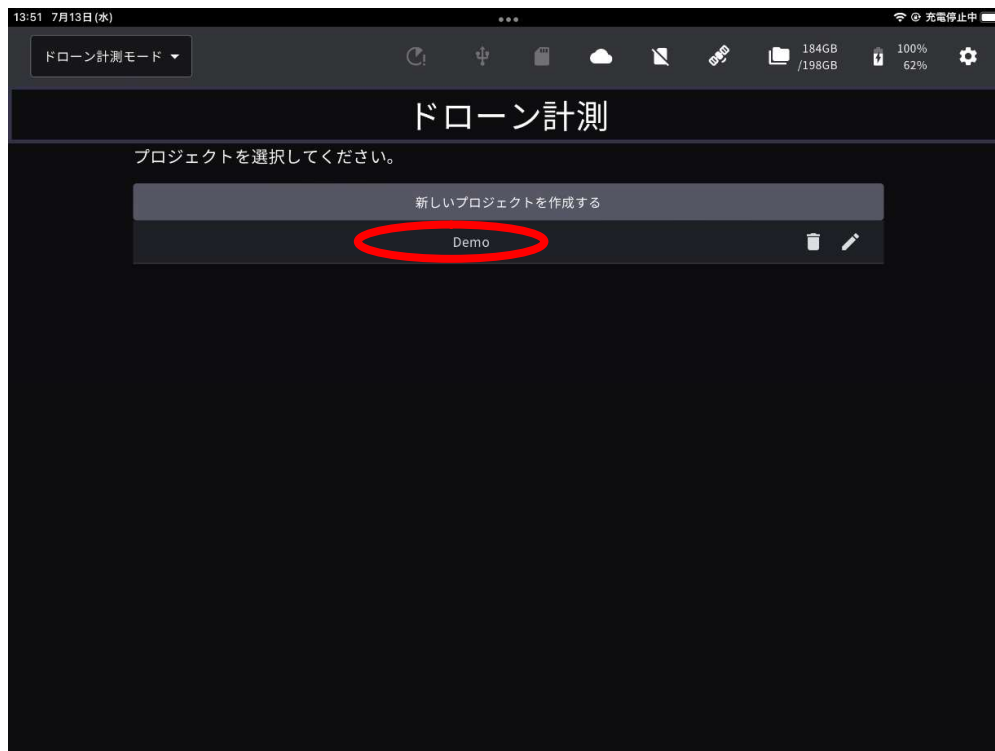 13:51 7月13日(水)
充電停止中
ドローン計測モード
184GB
/198GB
100%
62%
ドローン計測
プロジェクトを選択してください。
新しいプロジェクトを作成する
Demo